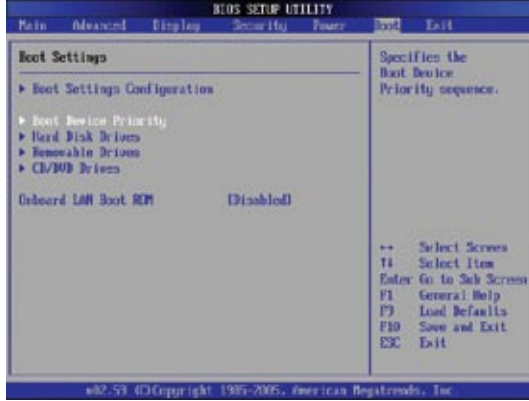 BIOS SETUP UTILITY
Main Advanced Display Security Power Boot Exit
Boot Settings
Boot Settings Configuration
Boot Device Priority
Hard Disk Drives
Removable Drives
CD/DVD Drives
Onboard LAN Boot ROM [Disabled]
Specifies the
Boot Device
Priority sequence.
Select Screen
Select Item
Enter Go to Sub Screen
F1 General Help
F9 Load Defaults
F10 Save and Exit
ESC Exit
v02.59 (C)Copyright 1985-2005, American Megatrends, Inc.